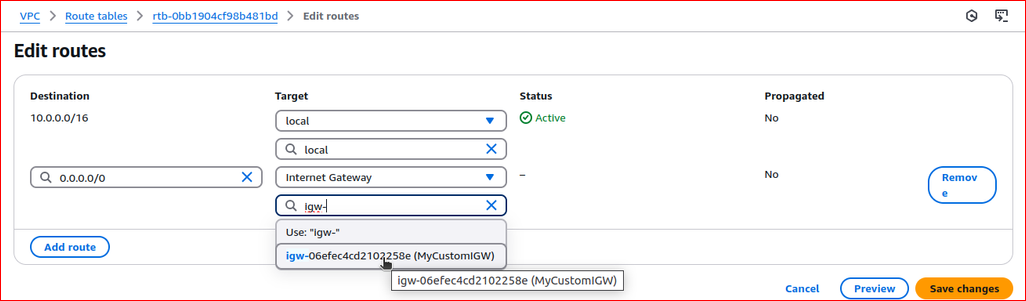 VPC > Route tables > rtb-0bb1904cf98b481bd > Edit routes
Edit routes
Destination Target Status Propagated
10.0.0.0/16 local Active No
local
0.0.0.0/0 Internet Gateway – No Remov
e
igw-
Use: "igw-"
igw-06efec4cd2102258e (MyCustomIGW)
Add route
igw-06efec4cd2102258e (MyCustomIGW)
Cancel Preview Save changes